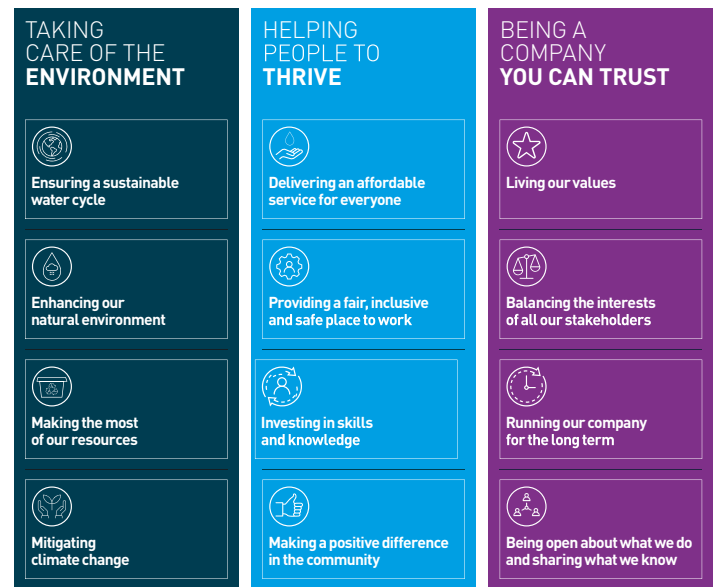 TAKING
CARE OF THE
ENVIRONMENT
Ensuring a sustainable
water cycle
Enhancing our
natural environment
Making the most
of our resources
Mitigating
climate change
HELPING
PEOPLE TO
THRIVE
Delivering an affordable
service for everyone
Providing a fair, inclusive
and safe place to work
Investing in skills
and knowledge
Making a positive difference
in the community
BEING A
COMPANY
YOU CAN TRUST
Living our values
Balancing the interests
of all our stakeholders
Running our company
for the long term
Being open about what we do
and sharing what we know